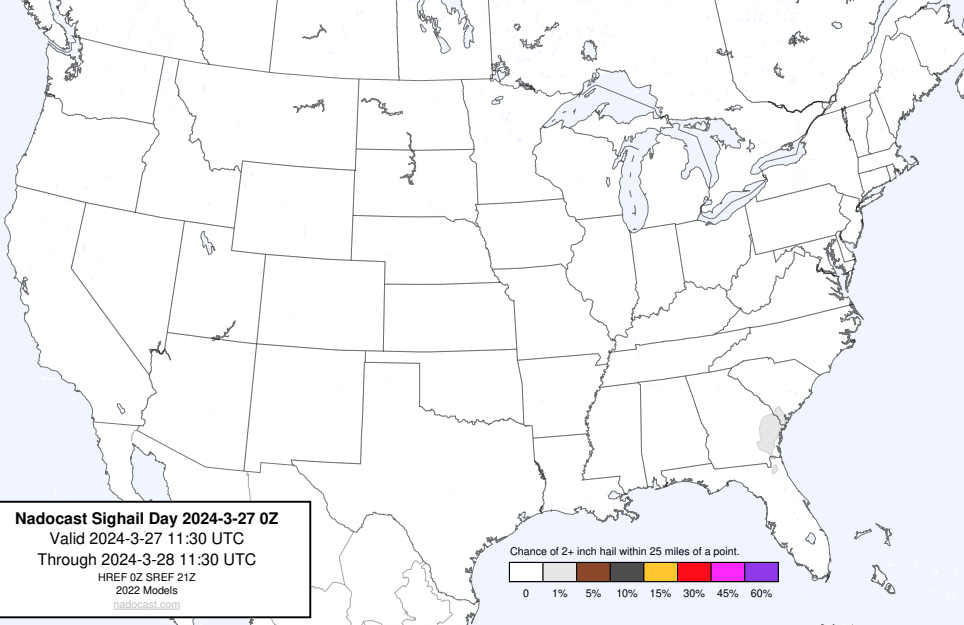 Nadocast Sighail Day 2024-3-27 0Z
Valid 2024-3-27 11:30 UTC
Through 2024-3-28 11:30 UTC
HREF 0Z SREF 21Z
2022 Models
nadocast.com
Chance of 2+ inch hail within 25 miles of a point.
0 1% 5% 10% 15% 30% 45% 60%